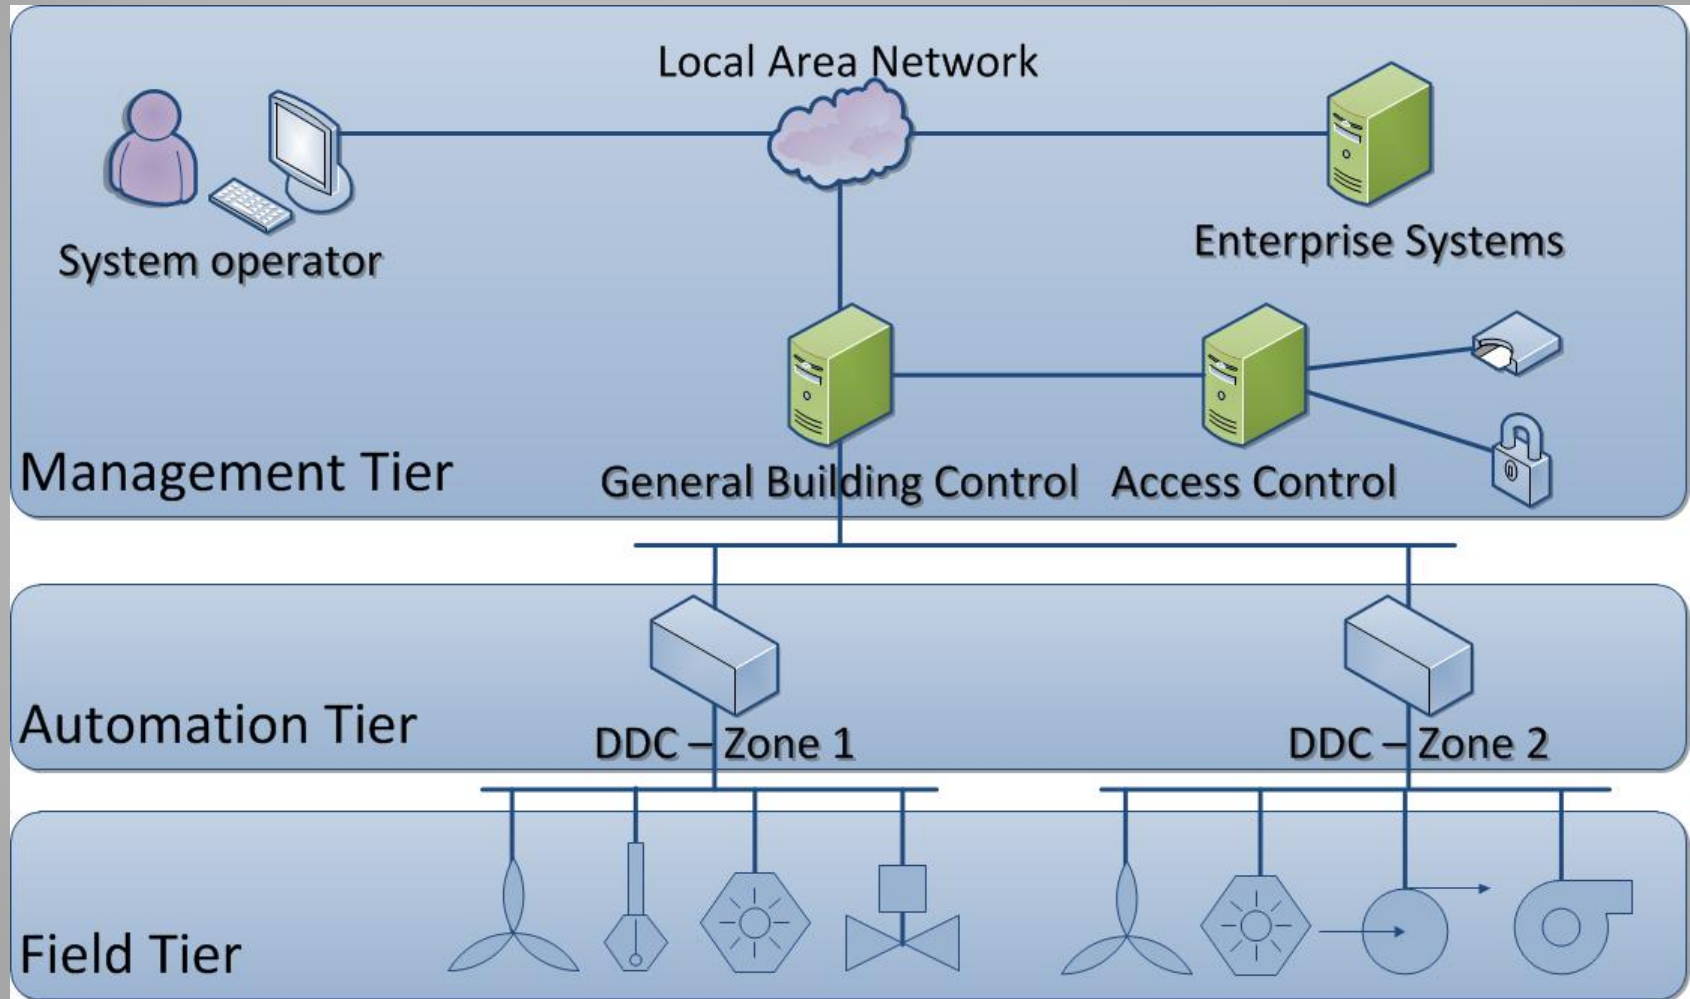 Local Area Network
System operator
Enterprise Systems
Management Tier
General Building Control
Access Control
Automation Tier
DDC – Zone 1
DDC – Zone 2
Field Tier